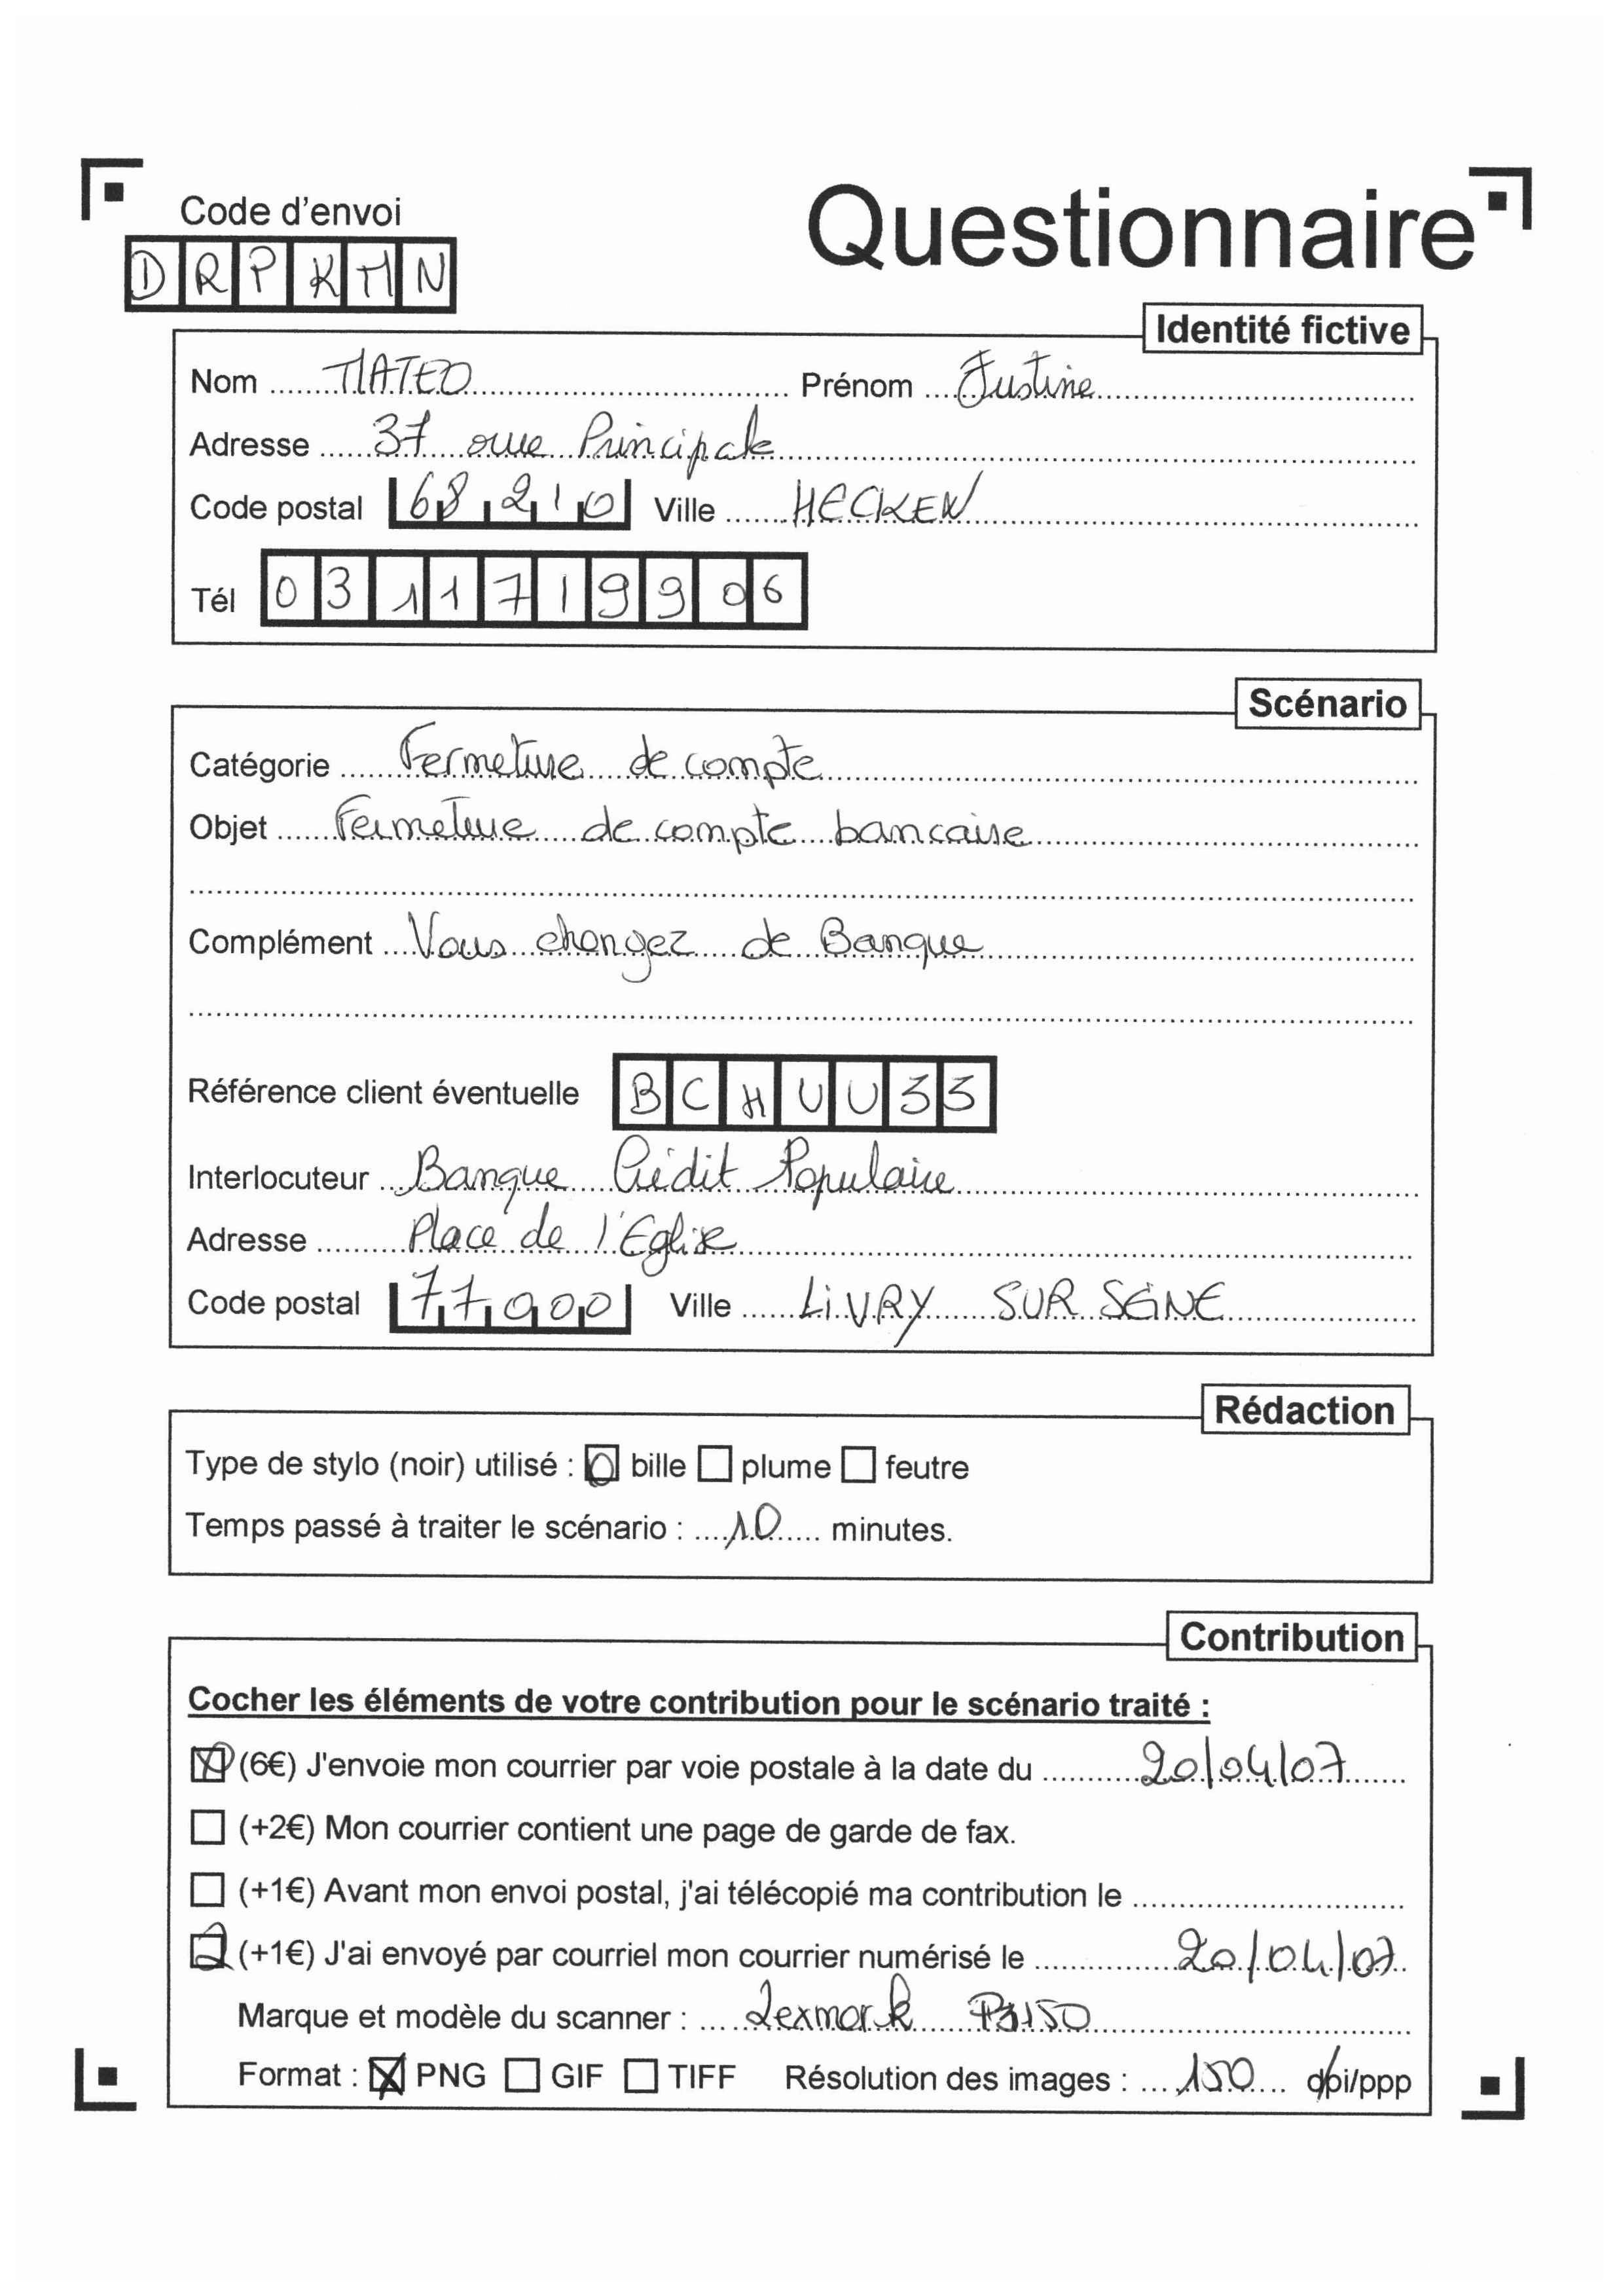 Code d'envoi
Questionnaire
DRPKMN
Identité fictive
Nom MATEO Prénom Justine
Adresse 37 rue Principale
Code postal 68210 Ville HECKEN
Tél 0311719906
Scénario
Catégorie Fermeture de compte
Objet Fermeture de compte bancaire
Complément Vous changez de Banque
Référence client éventuelle BCHUU33
Interlocuteur Banque Crédit Populaire
Adresse Place de l'Eglise
Code postal 77000 Ville LIVRY SUR SEINE
Rédaction
Type de stylo (noir) utilisé : bille plume feutre
Temps passé à traiter le scénario : 10 minutes.
Contribution
Cocher les éléments de votre contribution pour le scénario traité :
(6€) J'envoie mon courrier par voie postale à la date du 20/04/07
(+2€) Mon courrier contient une page de garde de fax.
(+1€) Avant mon envoi postal, j'ai télécopié ma contribution le
(+1€) J'ai envoyé par courriel mon courrier numérisé le 20/04/07
Marque et modèle du scanner : Lexmark P3150
Format : PNG GIF TIFF Résolution des images : 150 dpi/ppp